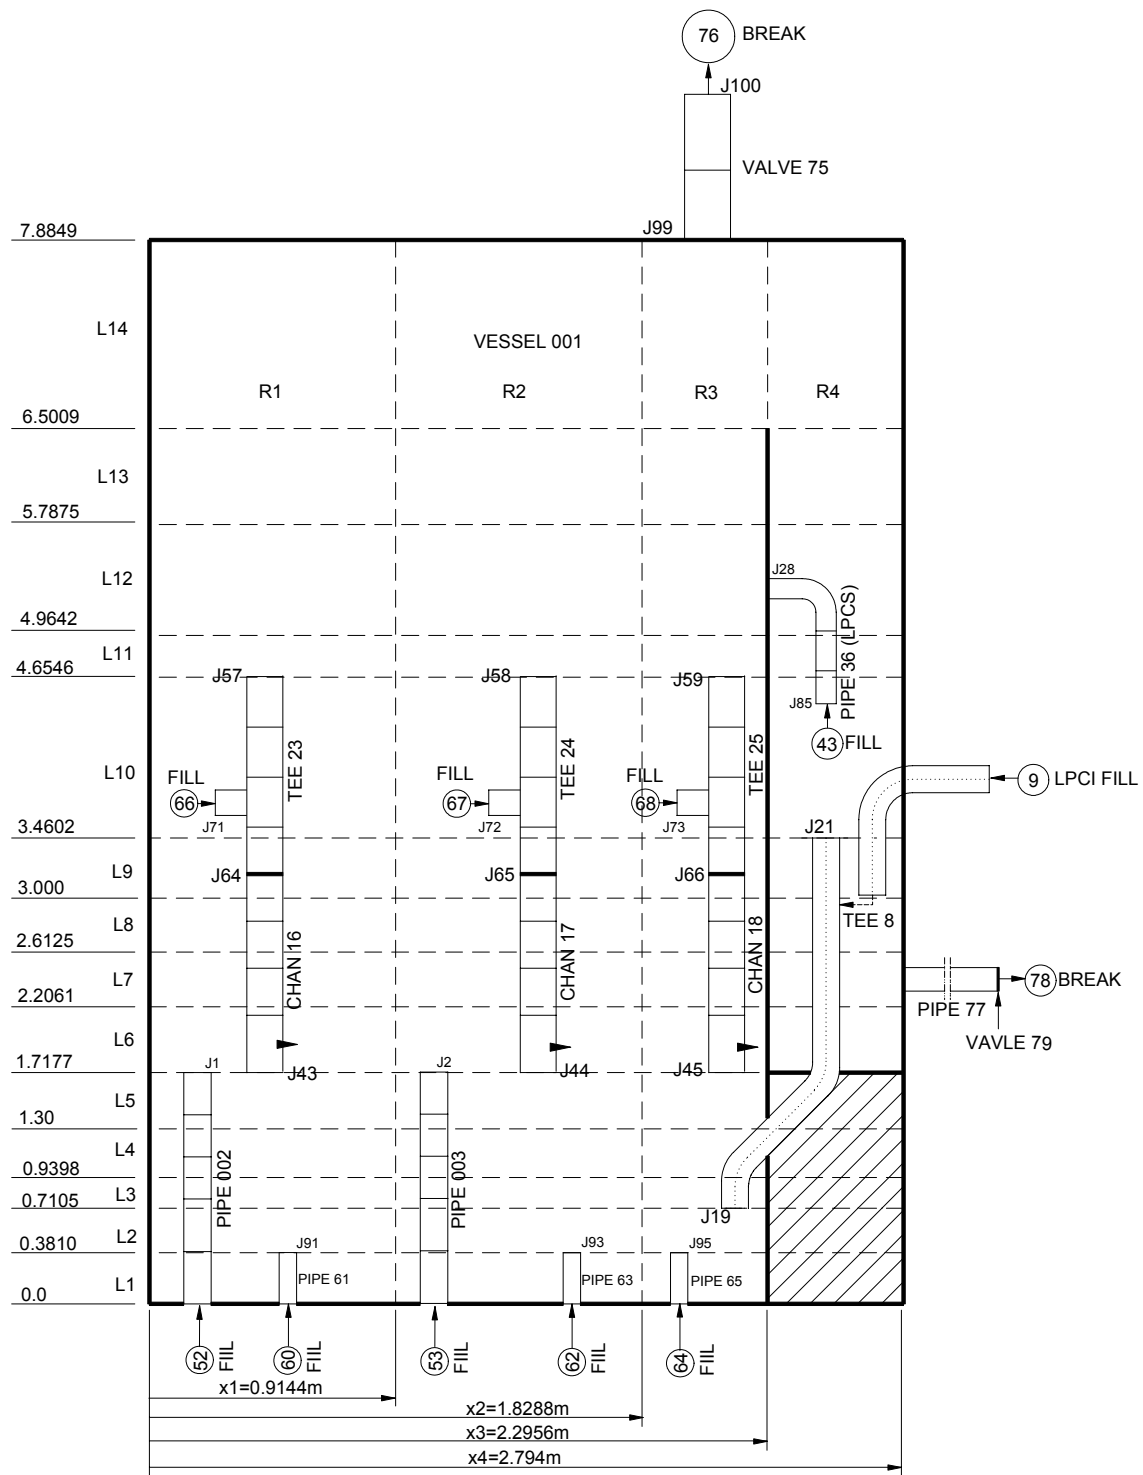 76 BREAK
J100
VALVE 75
7.8849
J99
L14
VESSEL 001
R1 R2 R3 R4
6.5009
L13
5.7875
L12
J28
4.9642
PIPE 36 (LPCS)
L11
4.6546
J57 J58 J59
J85
43 FILL
TEE 23
TEE 24
TEE 25
L10
FILL FILL FILL
66 67 68
9 LPCI FILL
J71 J72 J73
J21
3.4602
L9
J64 J65 J66
3.000
L8
TEE 8
2.6125
CHAN 16
CHAN 17
CHAN 18
L7
78 BREAK
2.2061
PIPE 77
L6
VAVLE 79
1.7177
J1 J43 J2 J44 J45
L5
1.30
L4
0.9398
PIPE 002
PIPE 003
L3
0.7105
J19
L2
0.3810
J91 J93 J95
L1
PIPE 61 PIPE 63 PIPE 65
0.0
52 FIIL
60 FIIL
53 FIIL
62 FIIL
64 FIIL
x1=0.9144m
x2=1.8288m
x3=2.2956m
x4=2.794m